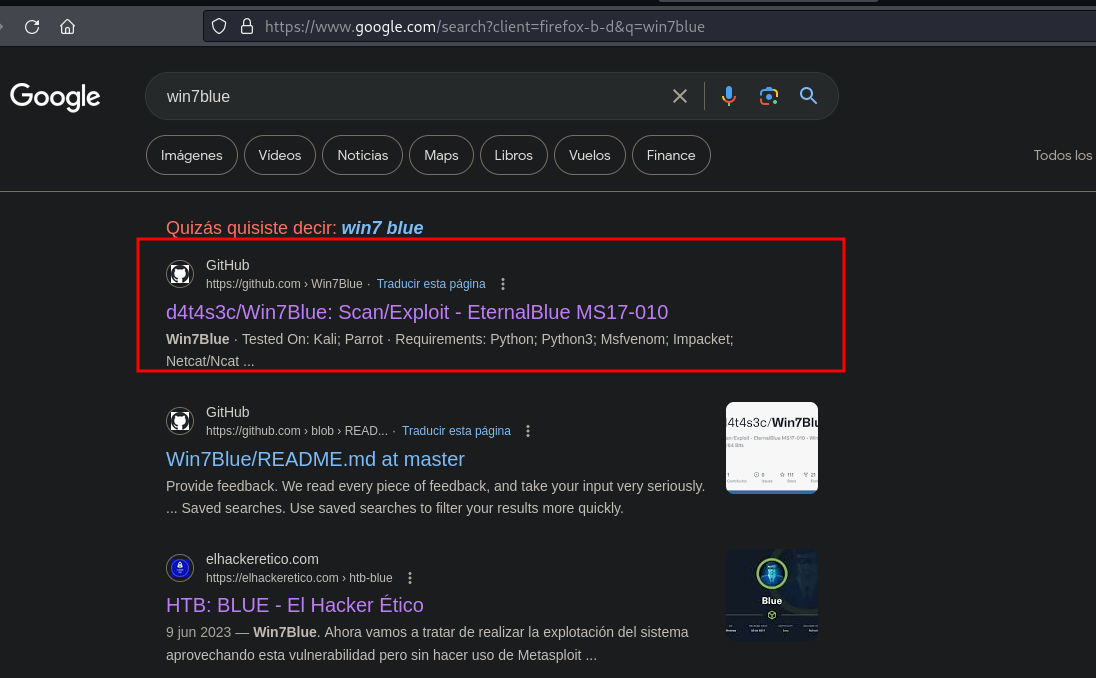 https://www.google.com/search?client=firefox-b-d&q=win7blue
Google
win7blue
Imágenes
Vídeos
Noticias
Maps
Libros
Vuelos
Finance
Todos los
Quizás quisiste decir: win7 blue
GitHub
https://github.com › Win7Blue · Traducir esta página
d4t4s3c/Win7Blue: Scan/Exploit - EternalBlue MS17-010
Win7Blue · Tested On: Kali; Parrot · Requirements: Python; Python3; Msfvenom; Impacket;
Netcat/Ncat ...
GitHub
https://github.com › blob › READ... · Traducir esta página
Win7Blue/README.md at master
Provide feedback. We read every piece of feedback, and take your input very seriously.
... Saved searches. Use saved searches to filter your results more quickly.
elhackeretico.com
https://elhackeretico.com › htb-blue
HTB: BLUE - El Hacker Ético
9 jun 2023 — Win7Blue. Ahora vamos a tratar de realizar la explotación del sistema
aprovechando esta vulnerabilidad pero sin hacer uso de Metasploit ...
Blue